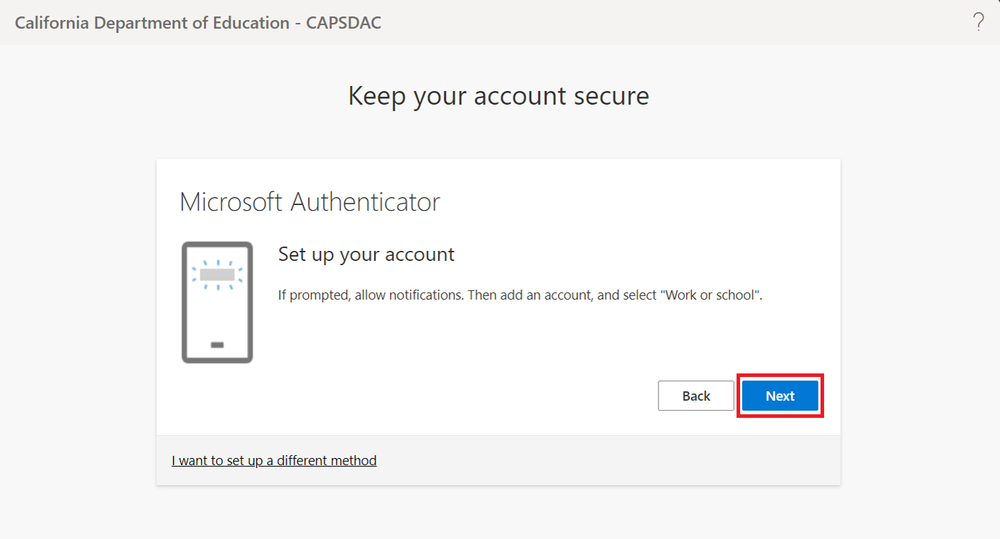 California Department of Education - CAPSDAC
?
Keep your account secure
Microsoft Authenticator
Set up your account
If prompted, allow notifications. Then add an account, and select "Work or school".
Back
Next
I want to set up a different method